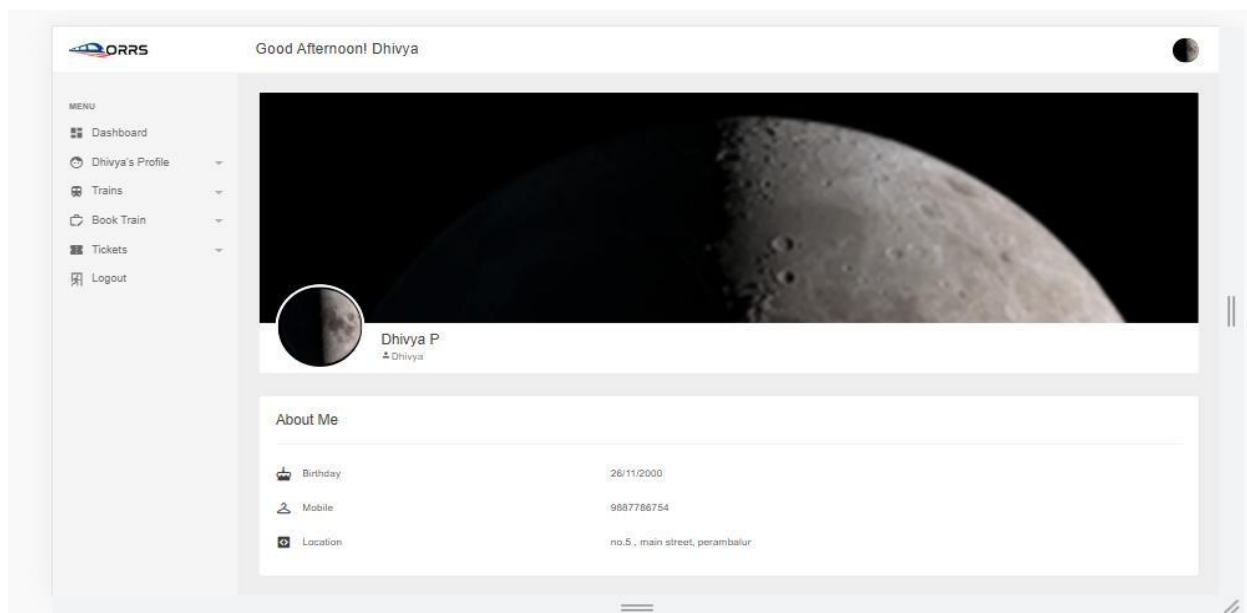 ORRS
Good Afternoon! Dhivya
MENU
Dashboard
Dhivya's Profile
Trains
Book Train
Tickets
Logout
Dhivya P
Dhivya
About Me
Birthday 26/11/2000
Mobile 9887786754
Location no.5 , main street, perambalur